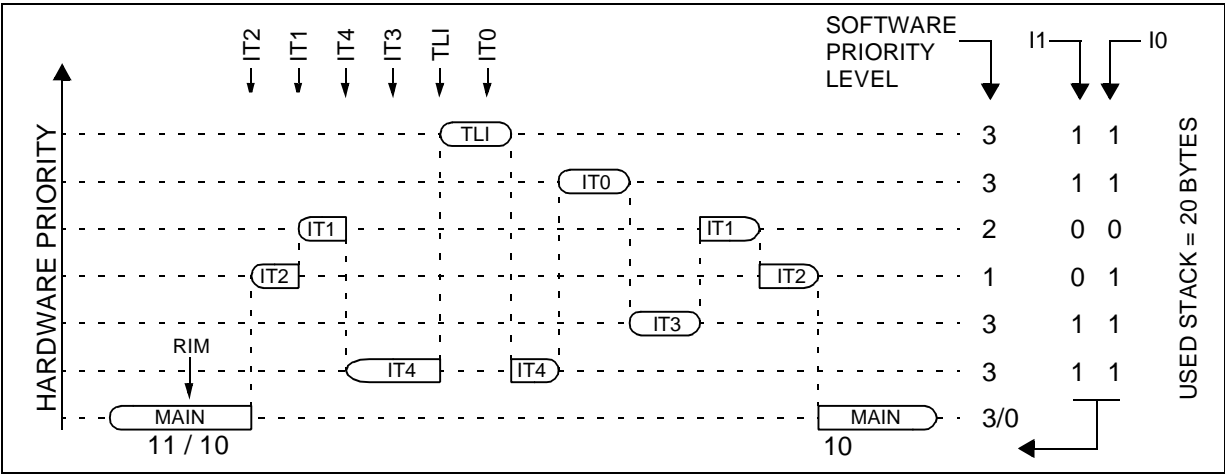 IT2
IT1
IT4
IT3
TLI
IT0
SOFTWARE
PRIORITY
LEVEL
I1
I0
HARDWARE PRIORITY
USED STACK = 20 BYTES
TLI
3
1 1
IT0
3
1 1
IT1
IT1
2
0 0
IT2
IT2
1
0 1
IT3
3
1 1
RIM
IT4
IT4
3
1 1
MAIN
MAIN
3/0
11 / 10
10